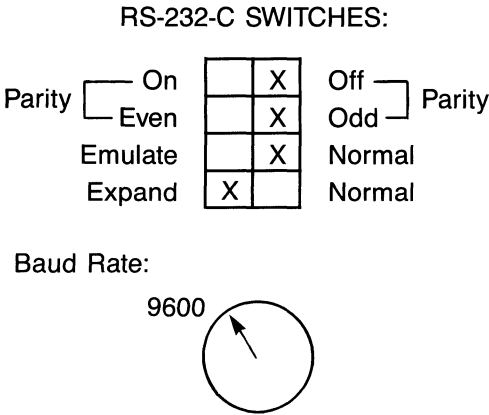 RS-232-C SWITCHES:
Parity On X Off Parity
Even X Odd
Emulate X Normal
Expand X Normal
Baud Rate:
9600